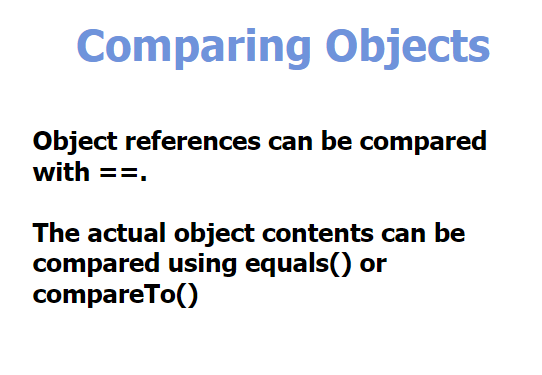 Comparing Objects
Object references can be compared
with ==.
The actual object contents can be
compared using equals() or
compareTo()